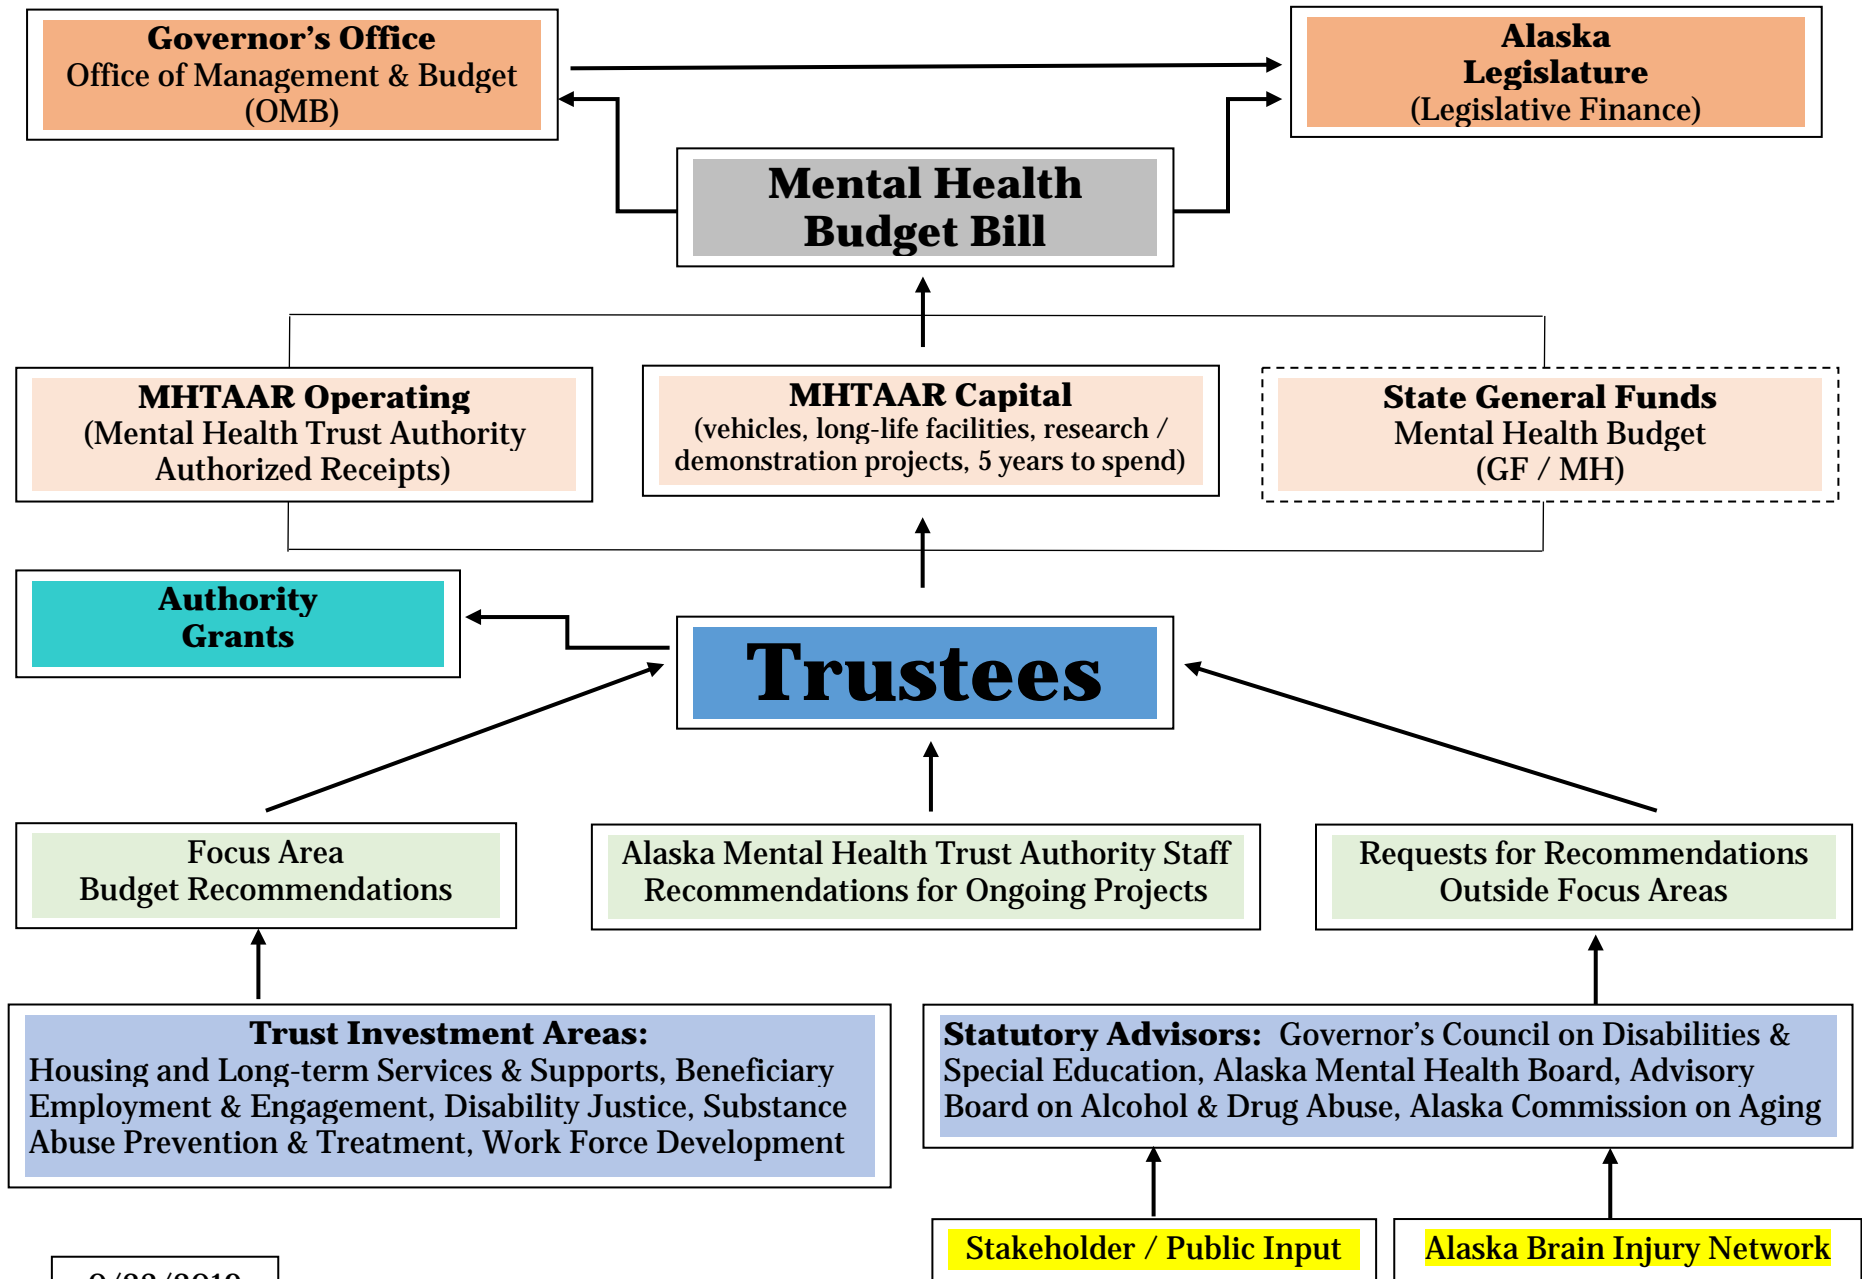 Governor's Office
Office of Management & Budget
(OMB)
Alaska
Legislature
(Legislative Finance)
Mental Health
Budget Bill
MHTAAR Operating
(Mental Health Trust Authority
Authorized Receipts)
MHTAAR Capital
(vehicles, long-life facilities, research /
demonstration projects, 5 years to spend)
State General Funds
Mental Health Budget
(GF / MH)
Authority
Grants
Trustees
Focus Area
Budget Recommendations
Alaska Mental Health Trust Authority Staff
Recommendations for Ongoing Projects
Requests for Recommendations
Outside Focus Areas
Trust Investment Areas:
Housing and Long-term Services & Supports, Beneficiary
Employment & Engagement, Disability Justice, Substance
Abuse Prevention & Treatment, Work Force Development
Statutory Advisors: Governor's Council on Disabilities &
Special Education, Alaska Mental Health Board, Advisory
Board on Alcohol & Drug Abuse, Alaska Commission on Aging
Stakeholder / Public Input
Alaska Brain Injury Network